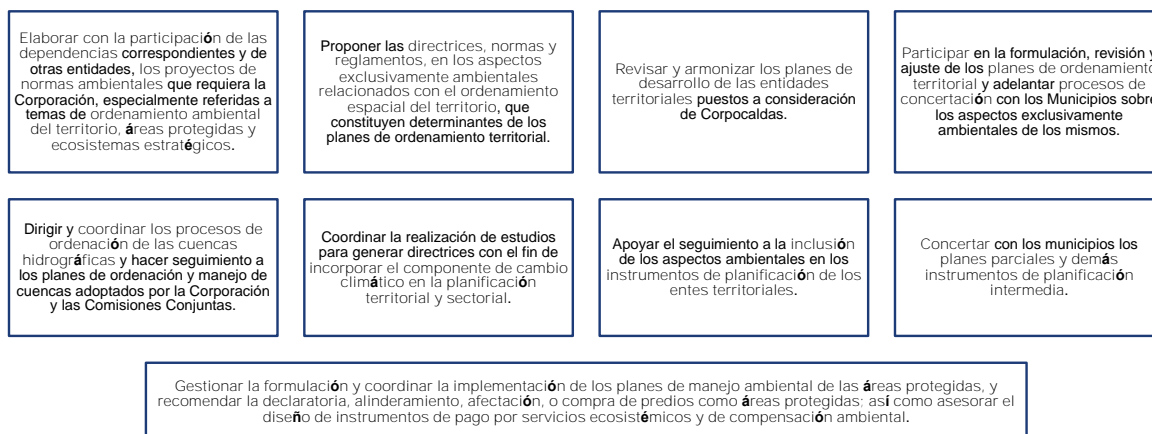 Elaborar con la participación de las
dependencias correspondientes y de
otras entidades, los proyectos de
normas ambientales que requiera la
Corporación, especialmente referidas a
temas de ordenamiento ambiental
del territorio, áreas protegidas y
ecosistemas estratégicos.
Proponer las directrices, normas y
reglamentos, en los aspectos
exclusivamente ambientales
relacionados con el ordenamiento
espacial del territorio, que
constituyen determinantes de los
planes de ordenamiento territorial.
Revisar y armonizar los planes de
desarrollo de las entidades
territoriales puestos a consideración
de Corpocaldas.
Participar en la formulación, revisión y
ajuste de los planes de ordenamiento
territorial y adelantar procesos de
concertación con los Municipios sobre
los aspectos exclusivamente
ambientales de los mismos.
Dirigir y coordinar los procesos de
ordenación de las cuencas
hidrográficas y hacer seguimiento a
los planes de ordenación y manejo de
cuencas adoptados por la Corporación
y las Comisiones Conjuntas.
Coordinar la realización de estudios
para generar directrices con el fin de
incorporar el componente de cambio
climático en la planificación
territorial y sectorial.
Apoyar el seguimiento a la inclusión
de los aspectos ambientales en los
instrumentos de planificación de los
entes territoriales.
Concertar con los municipios los
planes parciales y demás
instrumentos de planificación
intermedia.
Gestionar la formulación y coordinar la implementación de los planes de manejo ambiental de las áreas protegidas, y
recomendar la declaratoria, alinderamiento, afectación, o compra de predios como áreas protegidas; así como asesorar el
diseño de instrumentos de pago por servicios ecosistémicos y de compensación ambiental.